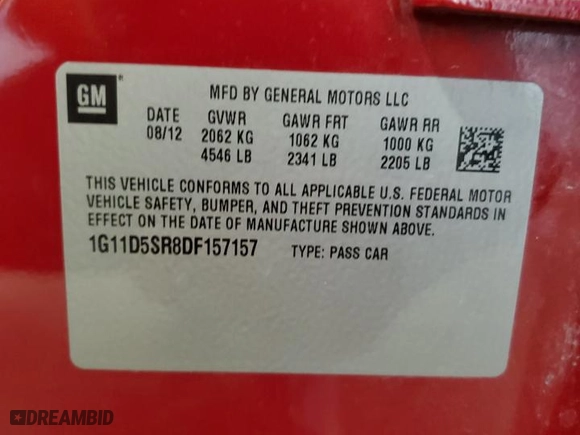 GM
MFD BY GENERAL MOTORS LLC
DATE GVWR GAWR FRT GAWR RR
08/12 2062 KG 1062 KG 1000 KG
4546 LB 2341 LB 2205 LB
THIS VEHICLE CONFORMS TO ALL APPLICABLE U.S. FEDERAL MOTOR
VEHICLE SAFETY, BUMPER, AND THEFT PREVENTION STANDARDS IN
EFFECT ON THE DATE OF MANUFACTURE SHOWN ABOVE.
1G11D5SR8DF157157 TYPE: PASS CAR
DREAMBID